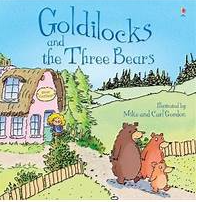 Goldilocks
and
the Three Bears
Illustrated by
Mike and Carl Gordon